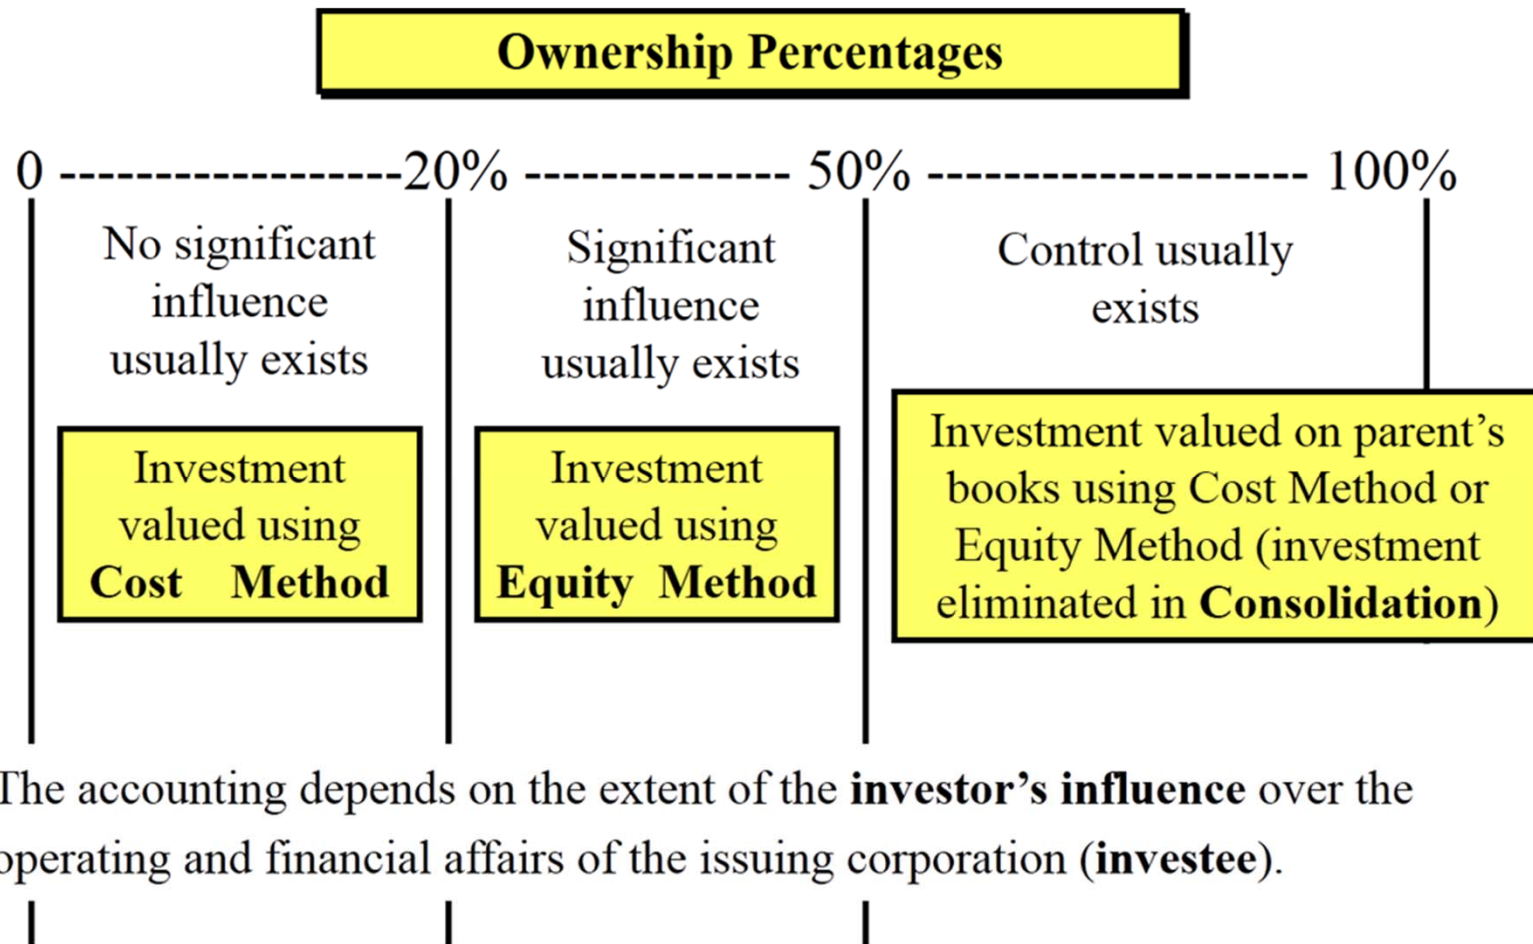 Ownership Percentages
0 ------------------20% -------------- 50% -------------------- 100%
No significant
influence
usually exists
Significant
influence
usually exists
Control usually
exists
Investment
valued using
Cost Method
Investment
valued using
Equity Method
Investment valued on parent’s
books using Cost Method or
Equity Method (investment
eliminated in Consolidation)
The accounting depends on the extent of the investor’s influence over the
operating and financial affairs of the issuing corporation (investee).